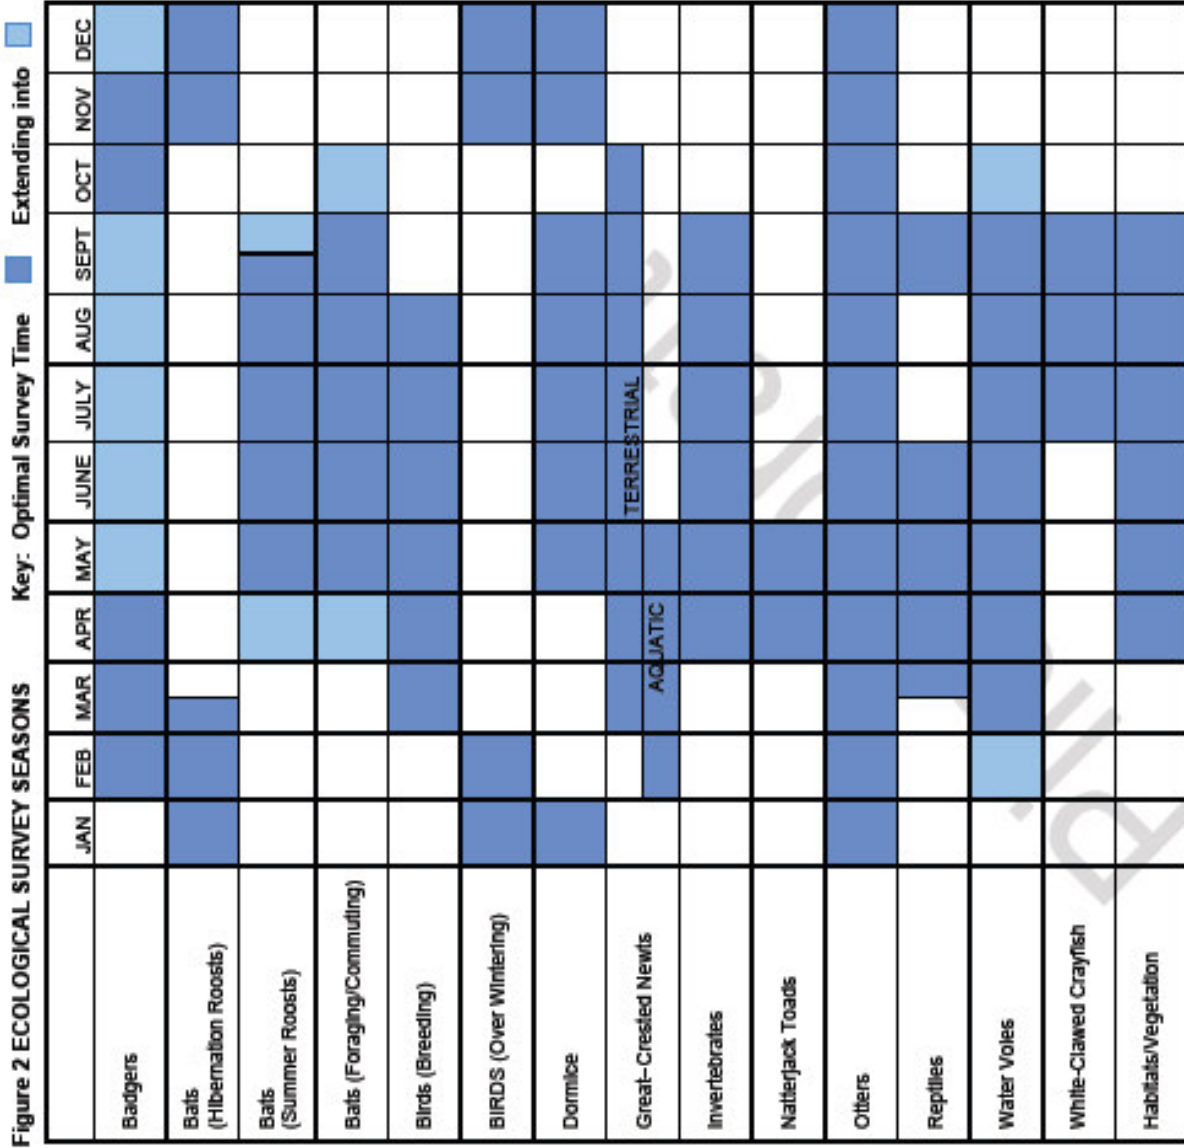 Figure 2 ECOLOGICAL SURVEY SEASONS Key: Optimal Survey Time Extending into
JAN FEB MAR APR MAY JUNE JULY AUG SEPT OCT NOV DEC
Badgers
Bats
(Hibernation Roosts)
Bats
(Summer Roosts)
Bats (Foraging/Commuting)
Birds (Breeding)
BIRDS (Over Wintering)
Dormice
Great-Crested Newts
TERRESTRIAL
AQUATIC
Invertebrates
Natterjack Toads
Otters
Reptiles
Water Voles
White-Clawed Crayfish
Habitats/Vegetation